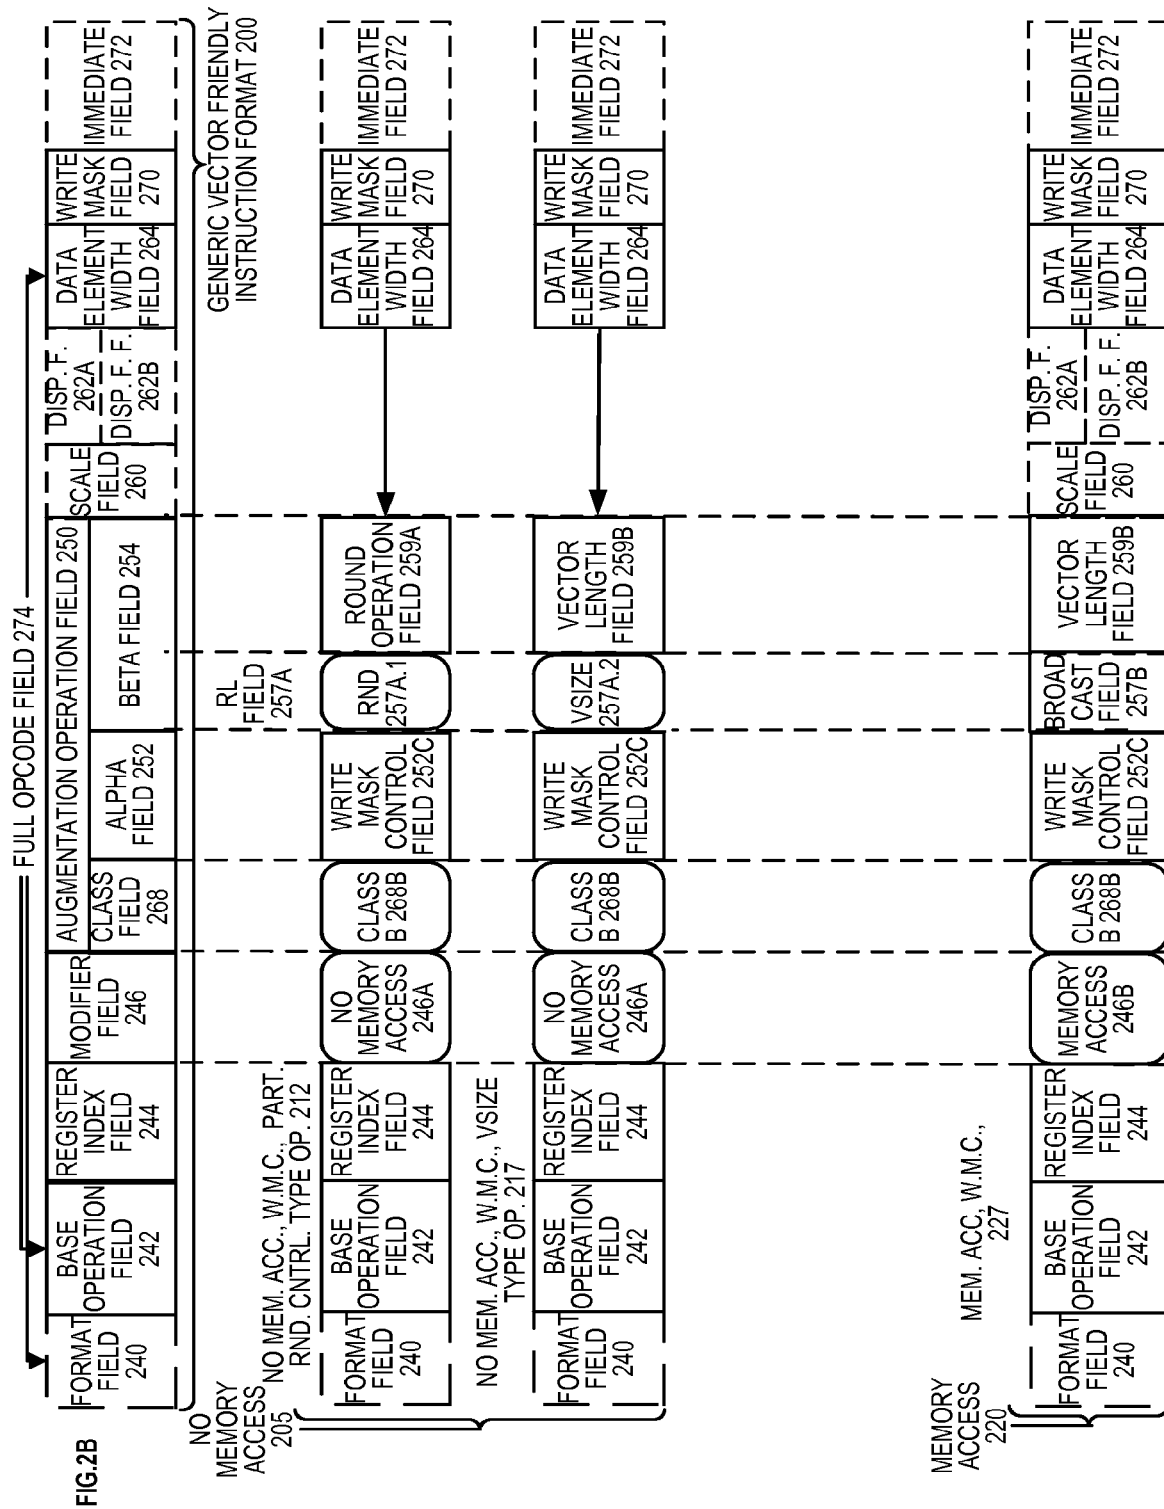 FIG.2B
FULL OPCODE FIELD 274
FORMAT
FIELD
240
BASE
OPERATION
FIELD
242
REGISTER
INDEX
FIELD
244
MODIFIER
FIELD
246
AUGMENTATION OPERATION FIELD 250
CLASS
FIELD
268
ALPHA
FIELD 252
BETA FIELD 254
SCALE
FIELD
260
DISP. F.
262A
DISP. F. F.
262B
DATA
ELEMENT
WIDTH
FIELD 264
WRITE
MASK
FIELD
270
IMMEDIATE
FIELD 272
GENERIC VECTOR FRIENDLY
INSTRUCTION FORMAT 200
NO
MEMORY
ACCESS
205
NO MEM. ACC., W.M.C., PART.
RND. CNTRL. TYPE OP. 212
RL
FIELD
257A
FORMAT
FIELD
240
BASE
OPERATION
FIELD
242
REGISTER
INDEX
FIELD
244
NO
MEMORY
ACCESS
246A
CLASS
B 268B
WRITE
MASK
CONTROL
FIELD 252C
RND
257A.1
ROUND
OPERATION
FIELD 259A
DATA
ELEMENT
WIDTH
FIELD 264
WRITE
MASK
FIELD
270
IMMEDIATE
FIELD 272
NO MEM. ACC., W.M.C., VSIZE
TYPE OP. 217
FORMAT
FIELD
240
BASE
OPERATION
FIELD
242
REGISTER
INDEX
FIELD
244
NO
MEMORY
ACCESS
246A
CLASS
B 268B
WRITE
MASK
CONTROL
FIELD 252C
VSIZE
257A.2
VECTOR
LENGTH
FIELD 259B
DATA
ELEMENT
WIDTH
FIELD 264
WRITE
MASK
FIELD
270
IMMEDIATE
FIELD 272
MEMORY
ACCESS
220
MEM. ACC, W.M.C.,
227
FORMAT
FIELD
240
BASE
OPERATION
FIELD
242
REGISTER
INDEX
FIELD
244
MEMORY
ACCESS
246B
CLASS
B 268B
WRITE
MASK
CONTROL
FIELD 252C
BROAD
CAST
FIELD
257B
VECTOR
LENGTH
FIELD 259B
SCALE
FIELD
260
DISP. F.
262A
DISP. F. F.
262B
DATA
ELEMENT
WIDTH
FIELD 264
WRITE
MASK
FIELD
270
IMMEDIATE
FIELD 272